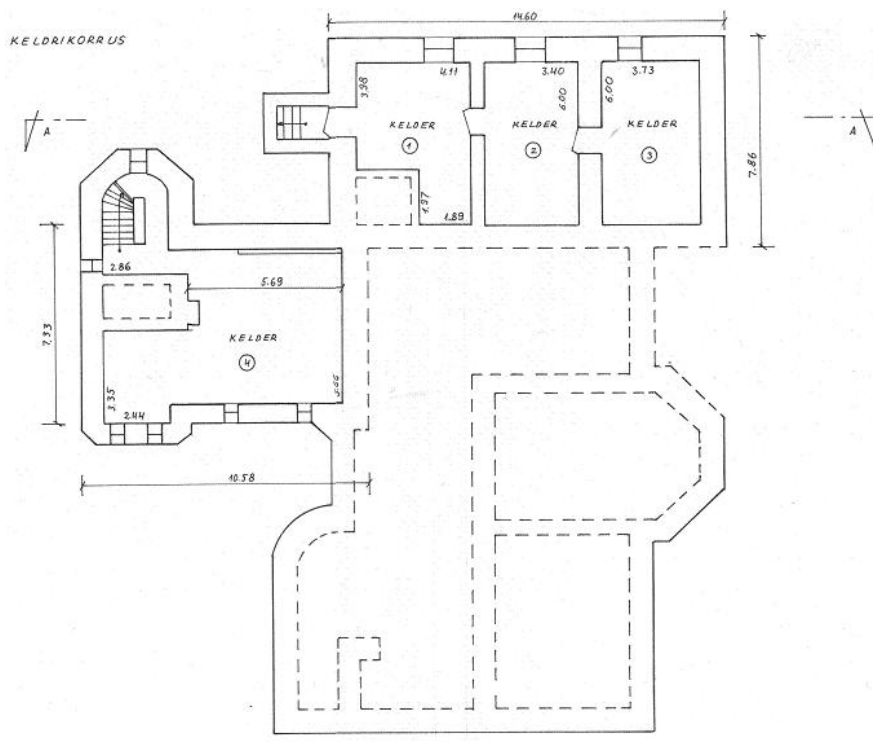 14.60
KELDRIKORRUS
4.11
3.40
3.73
3.98
6.00
6.00
A
KELDER
KELDER
KELDER
A
1
2
3
7.86
1.97
1.89
2.86
5.69
7.33
KELDER
4
3.35
2.44
10.58